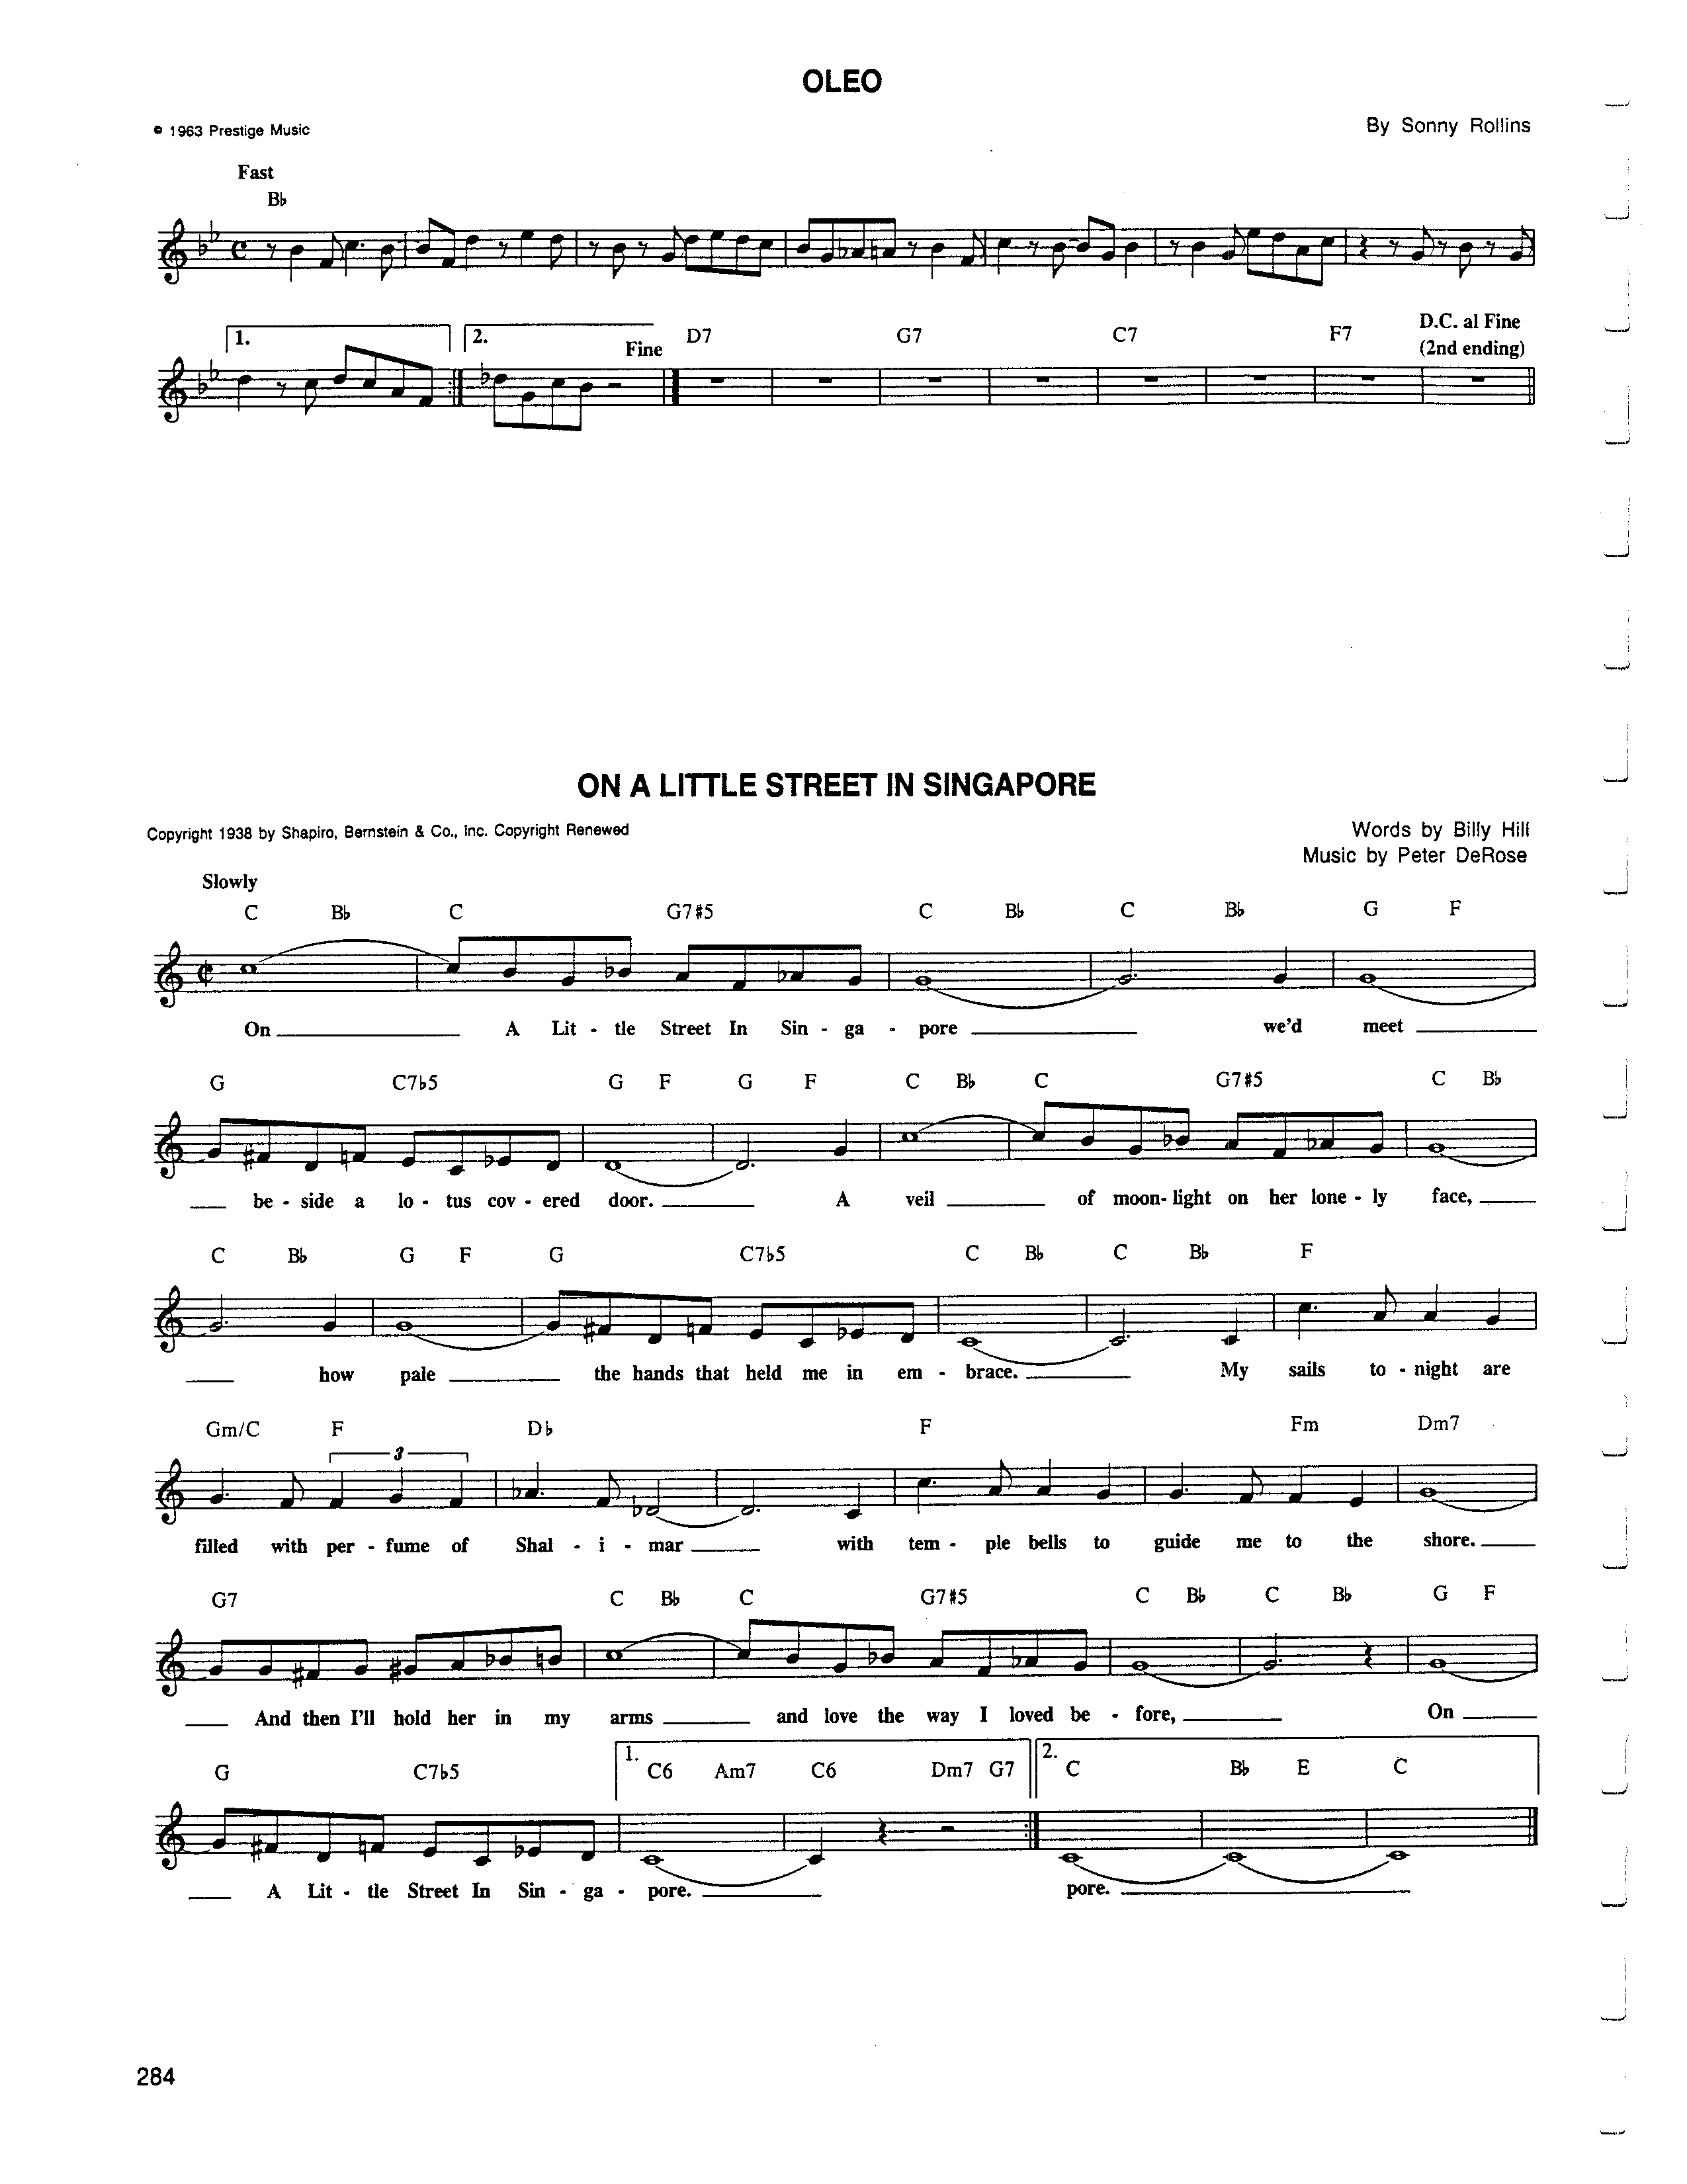 OLEO
© 1963 Prestige Music
By Sonny Rollins
Fast
B♭
1.
2.
Fine
D7 G7 C7 F7
D.C. al Fine
(2nd ending)
ON A LITTLE STREET IN SINGAPORE
Copyright 1938 by Shapiro, Bernstein & Co., Inc. Copyright Renewed
Words by Billy Hill
Music by Peter DeRose
Slowly
C B♭ C G7♯5 C B♭ C B♭ G F
On A Lit - tle Street In Sin - ga - pore we'd meet
G C7♭5 G F G F C B♭ C G7♯5 C B♭
be - side a lo - tus cov - ered door. A veil of moon- light on her lone - ly face,
C B♭ G F G C7♭5 C B♭ C B♭ F
how pale the hands that held me in em - brace. My sails to - night are
Gm/C F D♭ F Fm Dm7
3
filled with per - fume of Shal - i - mar with tem - ple bells to guide me to the shore.
G7 C B♭ C G7♯5 C B♭ C B♭ G F
And then I'll hold her in my arms and love the way I loved be - fore, On
G C7♭5 1. C6 Am7 C6 Dm7 G7 2. C B♭ E C
A Lit - tle Street In Sin - ga - pore. pore.
284